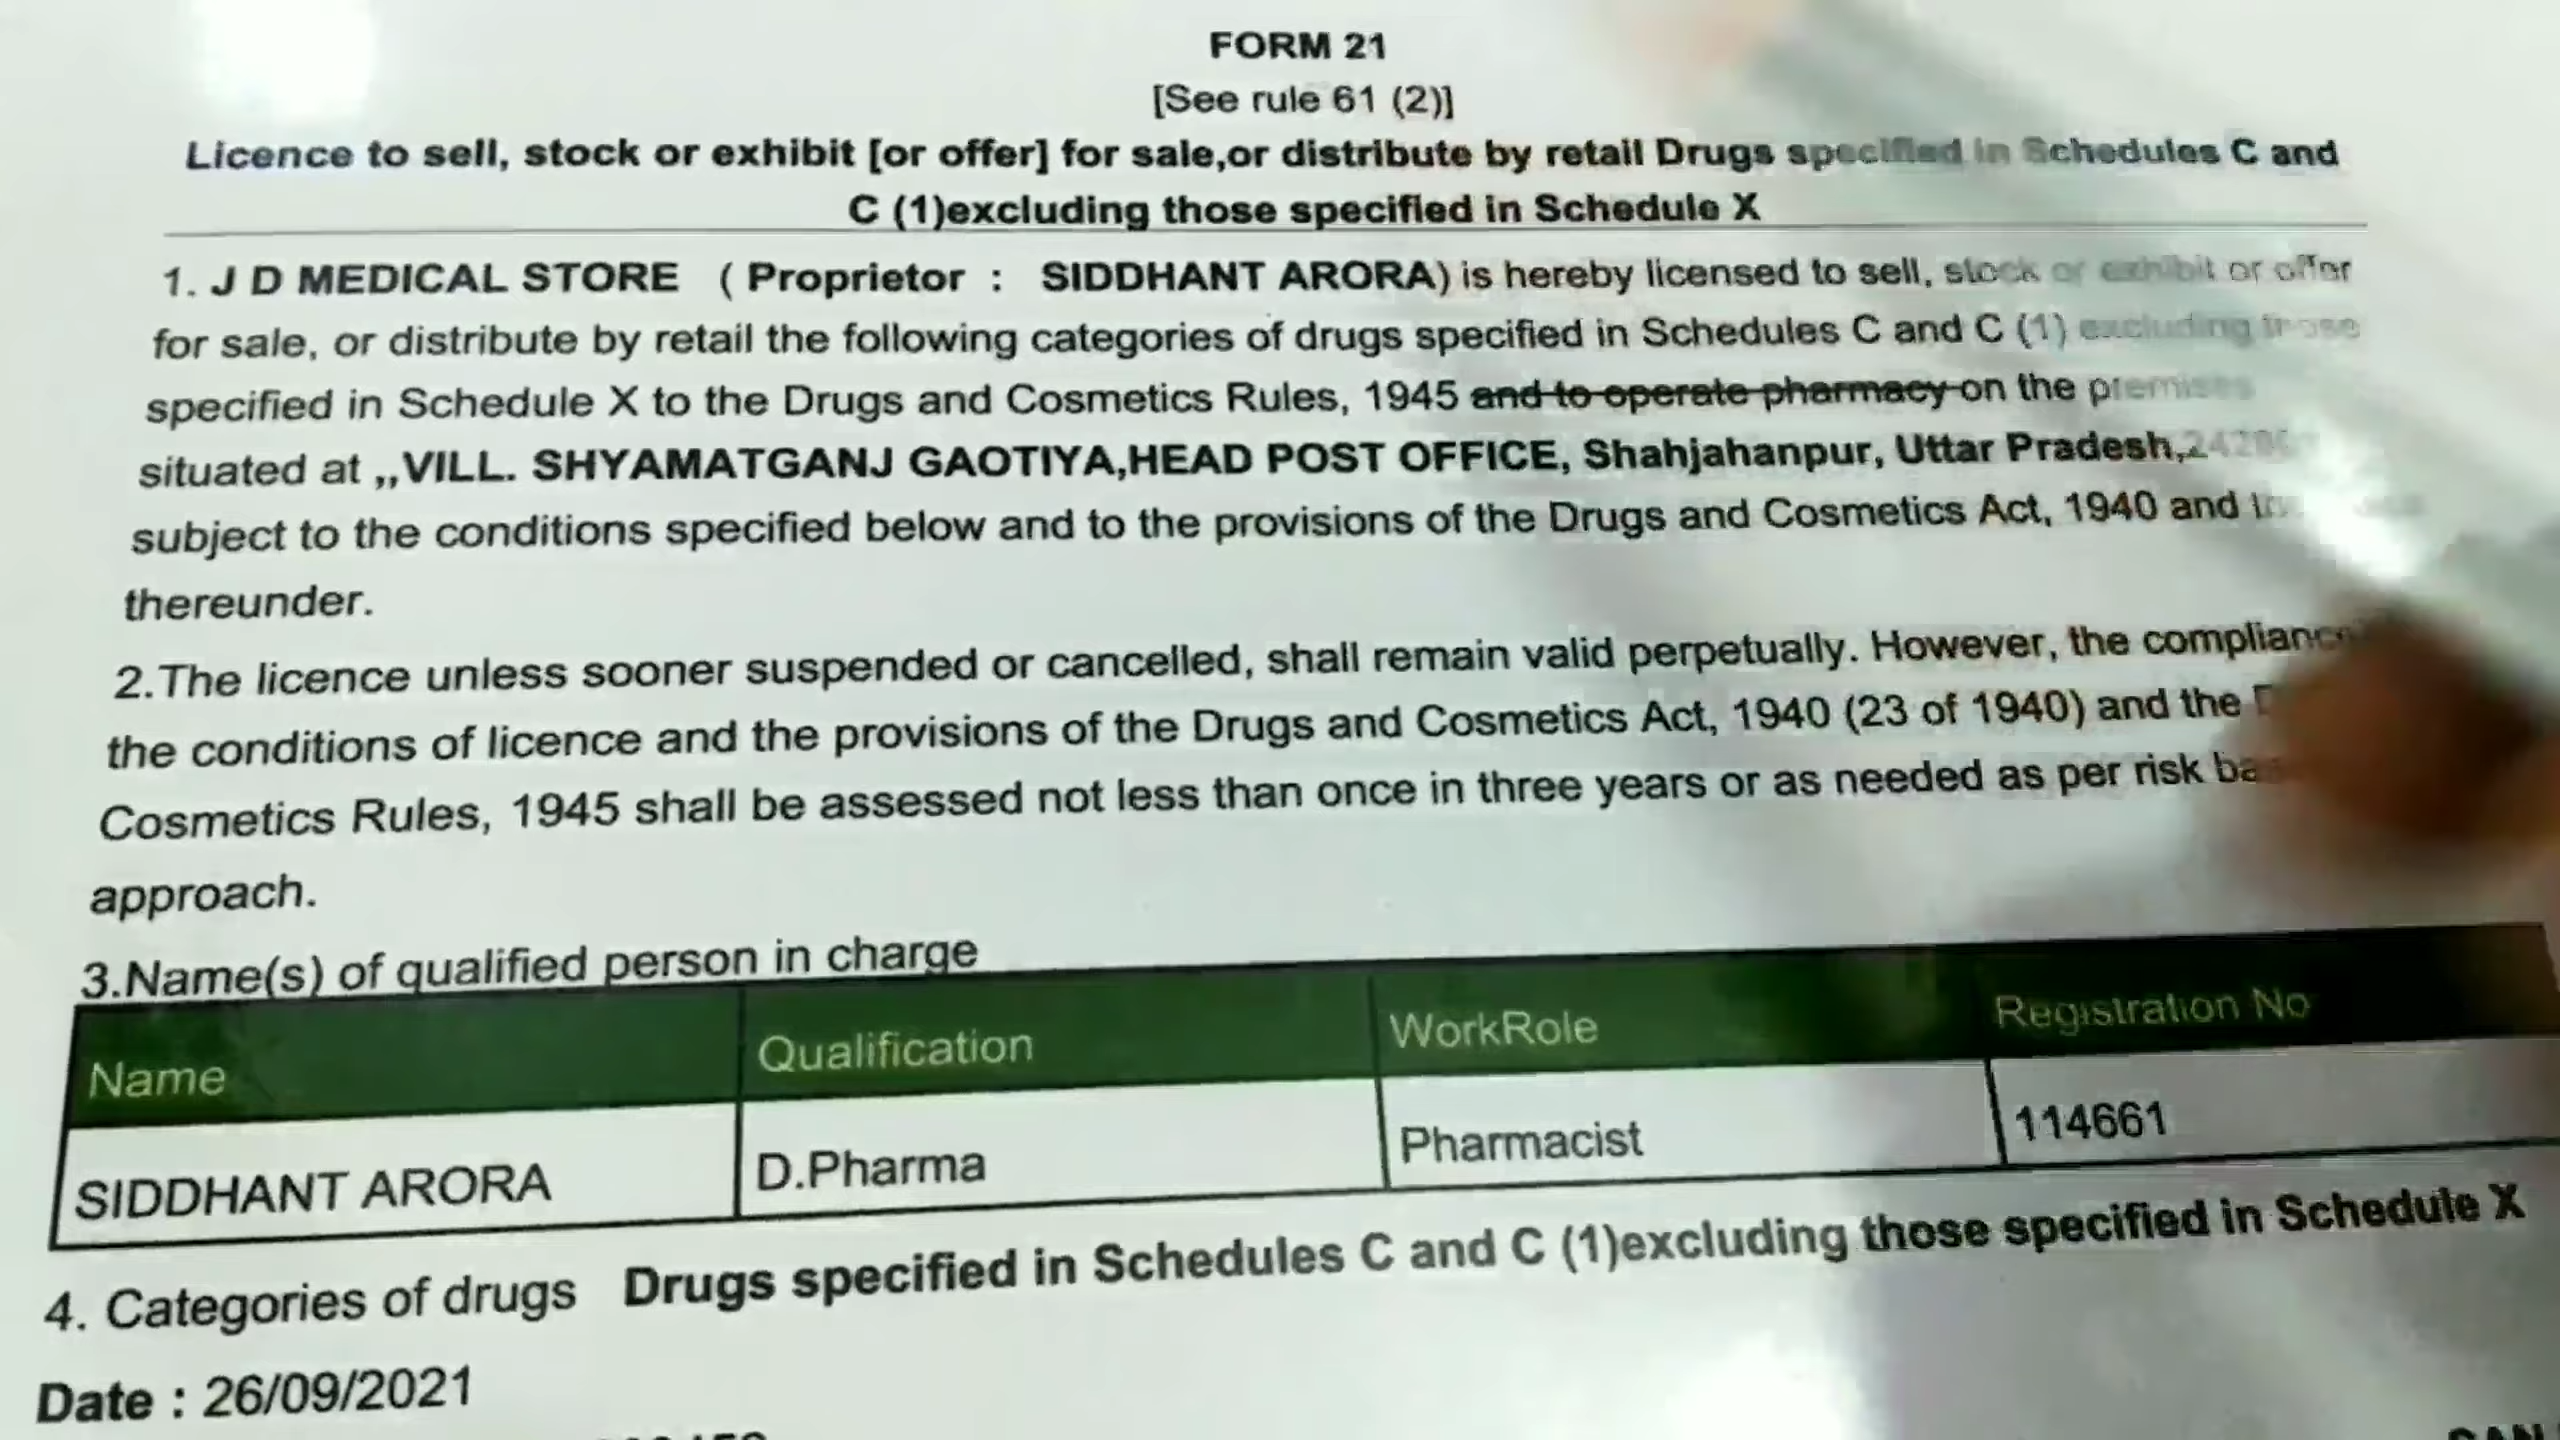 FORM 21
[See rule 61 (2)]
Licence to sell, stock or exhibit [or offer] for sale,or distribute by retail Drugs specified in Schedules C and
C (1)excluding those specified in Schedule X
1. J D MEDICAL STORE ( Proprietor : SIDDHANT ARORA) is hereby licensed to sell, stock or exhibit or offer
for sale, or distribute by retail the following categories of drugs specified in Schedules C and C (1) excluding those
specified in Schedule X to the Drugs and Cosmetics Rules, 1945 and to operate pharmacy on the premises
situated at ,,VILL. SHYAMATGANJ GAOTIYA,HEAD POST OFFICE, Shahjahanpur, Uttar Pradesh,
subject to the conditions specified below and to the provisions of the Drugs and Cosmetics Act, 1940 and
thereunder.
2.The licence unless sooner suspended or cancelled, shall remain valid perpetually. However, the compliance
the conditions of licence and the provisions of the Drugs and Cosmetics Act, 1940 (23 of 1940) and the
Cosmetics Rules, 1945 shall be assessed not less than once in three years or as needed as per risk
approach.
3.Name(s) of qualified person in charge
Name Qualification WorkRole Registration No
SIDDHANT ARORA D.Pharma Pharmacist 114661
4. Categories of drugs Drugs specified in Schedules C and C (1)excluding those specified in Schedule X
Date : 26/09/2021